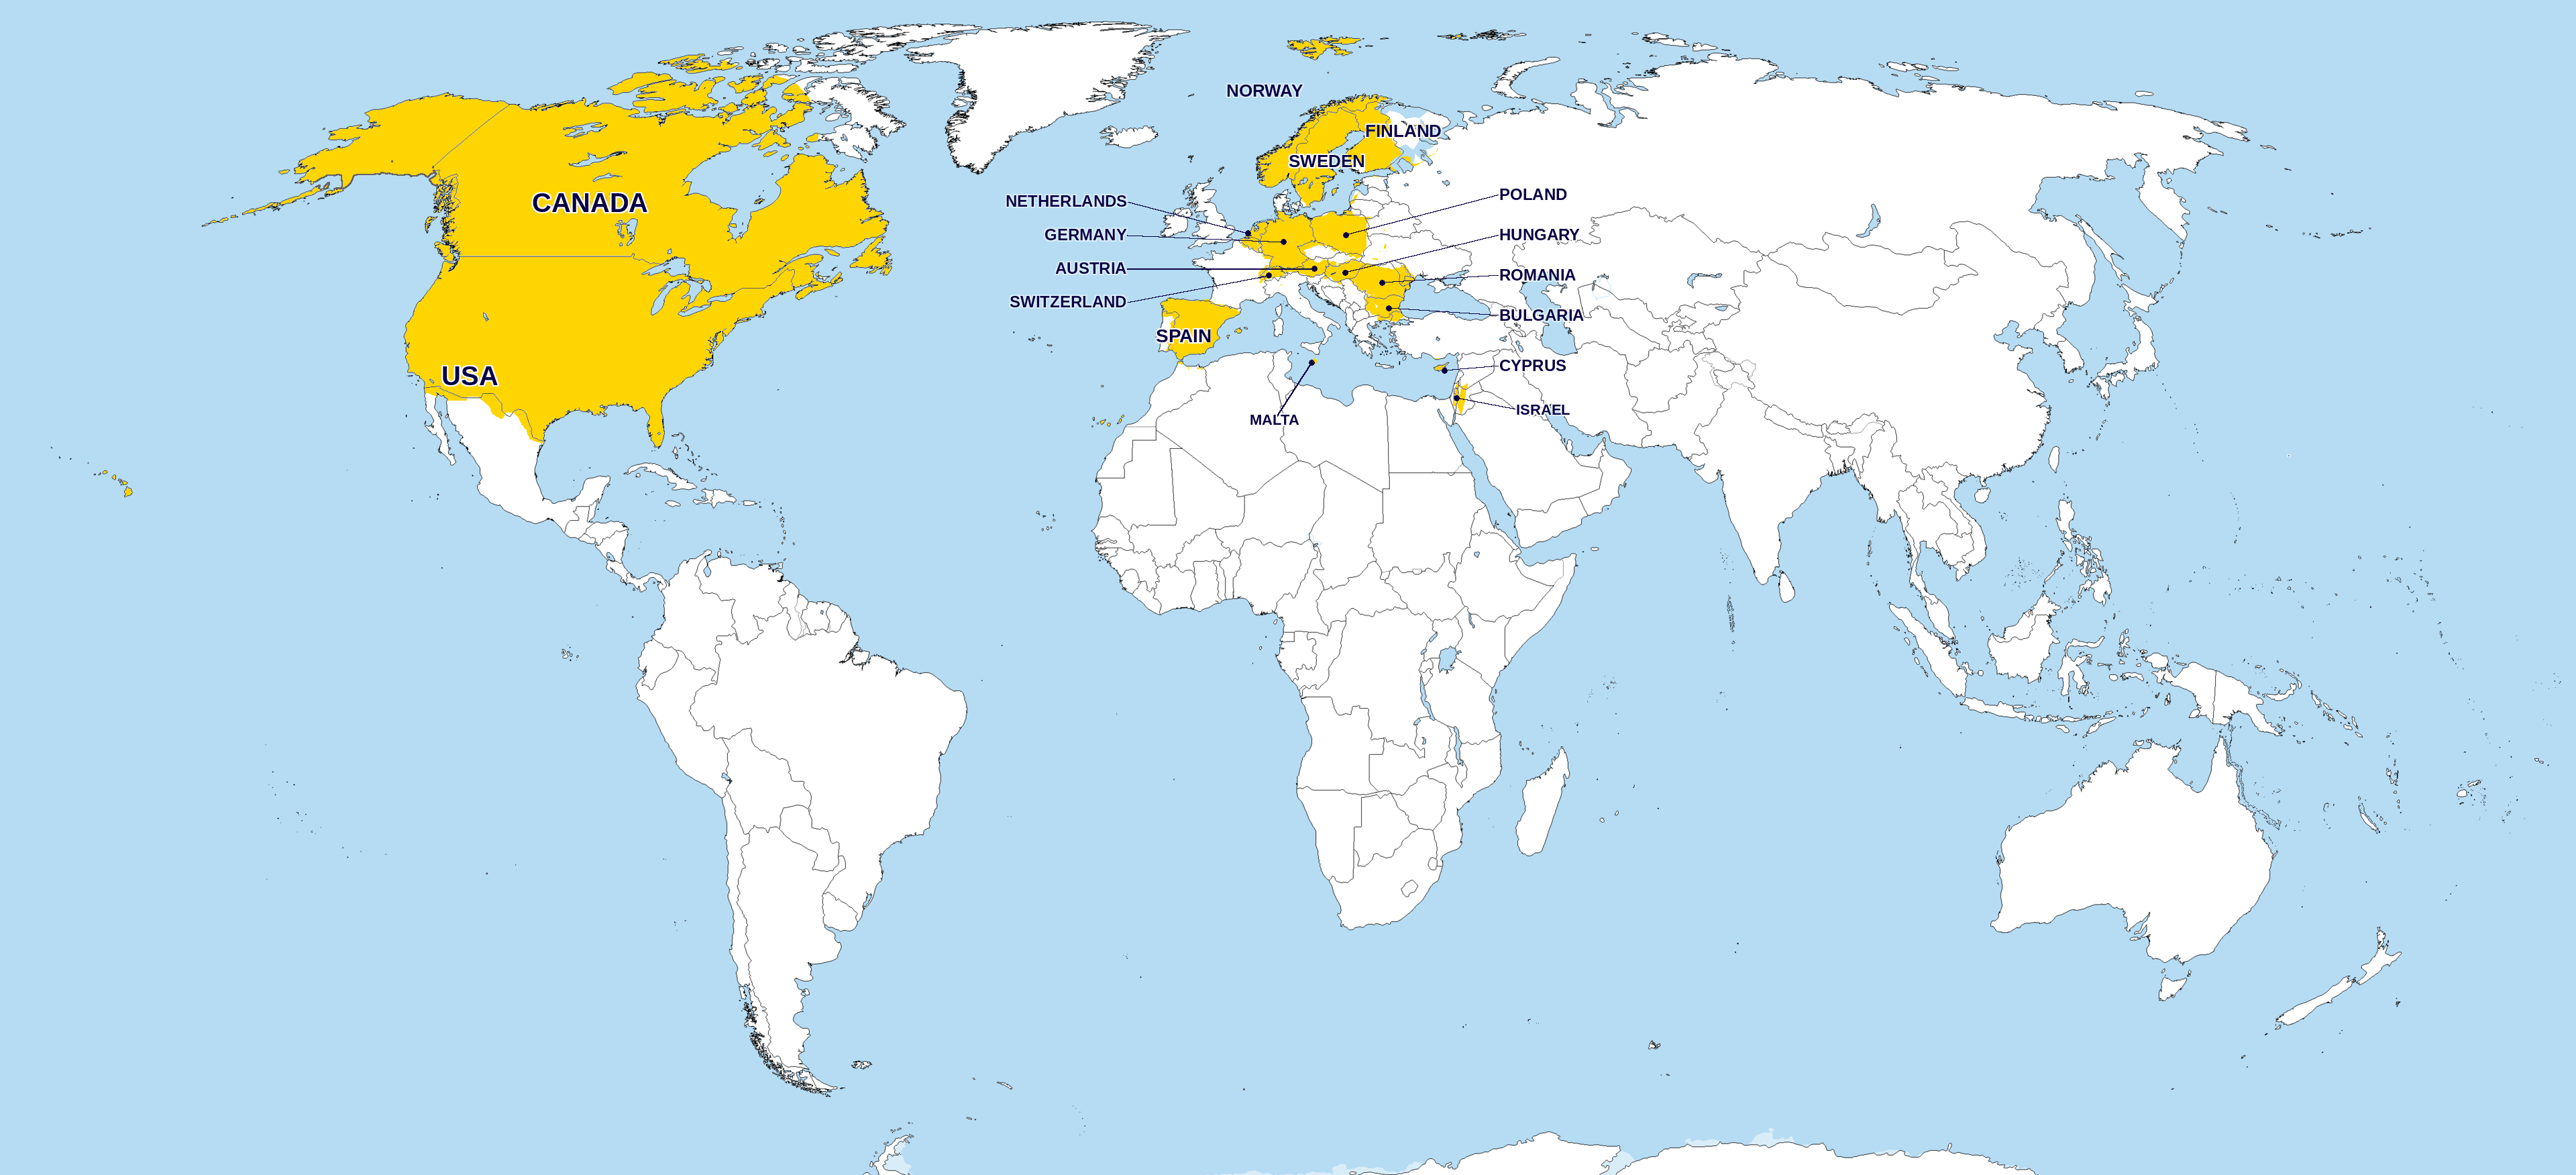 NORWAY
FINLAND
SWEDEN
NETHERLANDS
POLAND
CANADA
GERMANY
HUNGARY
AUSTRIA
ROMANIA
SWITZERLAND
BULGARIA
SPAIN
CYPRUS
USA
ISRAEL
MALTA